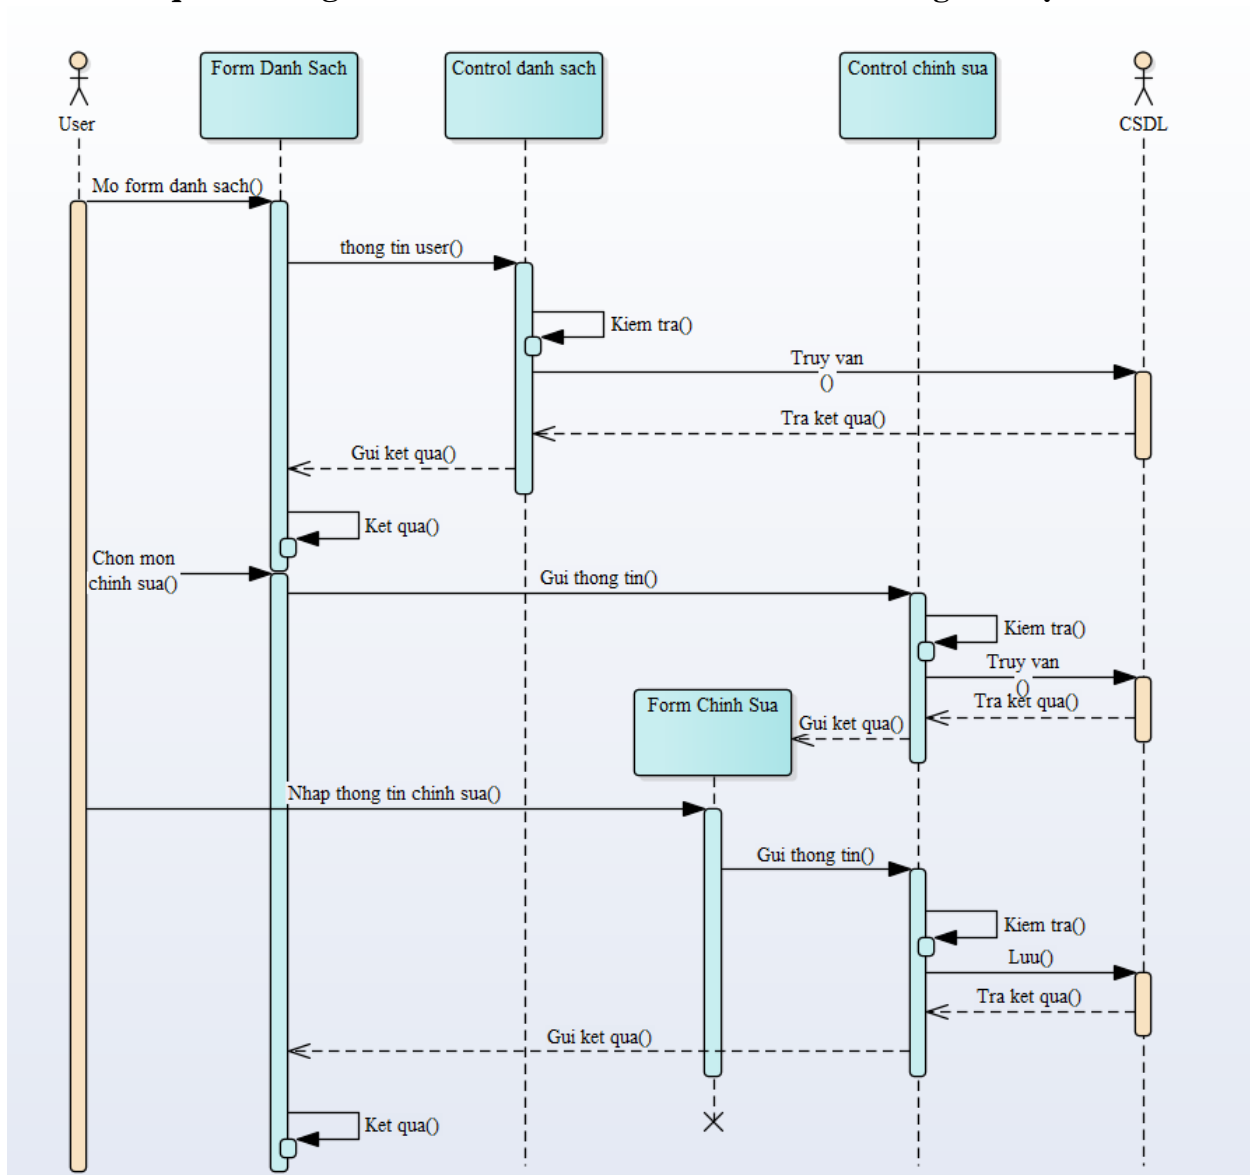 Form Danh Sach
Control danh sach
Control chinh sua
User
CSDL
Mo form danh sach()
thong tin user()
Kiem tra()
Truy van
()
Tra ket qua()
Gui ket qua()
Ket qua()
Chon mon
chinh sua()
Gui thong tin()
Kiem tra()
Truy van
()
Tra ket qua()
Form Chinh Sua
Gui ket qua()
Nhap thong tin chinh sua()
Gui thong tin()
Kiem tra()
Luu()
Tra ket qua()
Gui ket qua()
Ket qua()